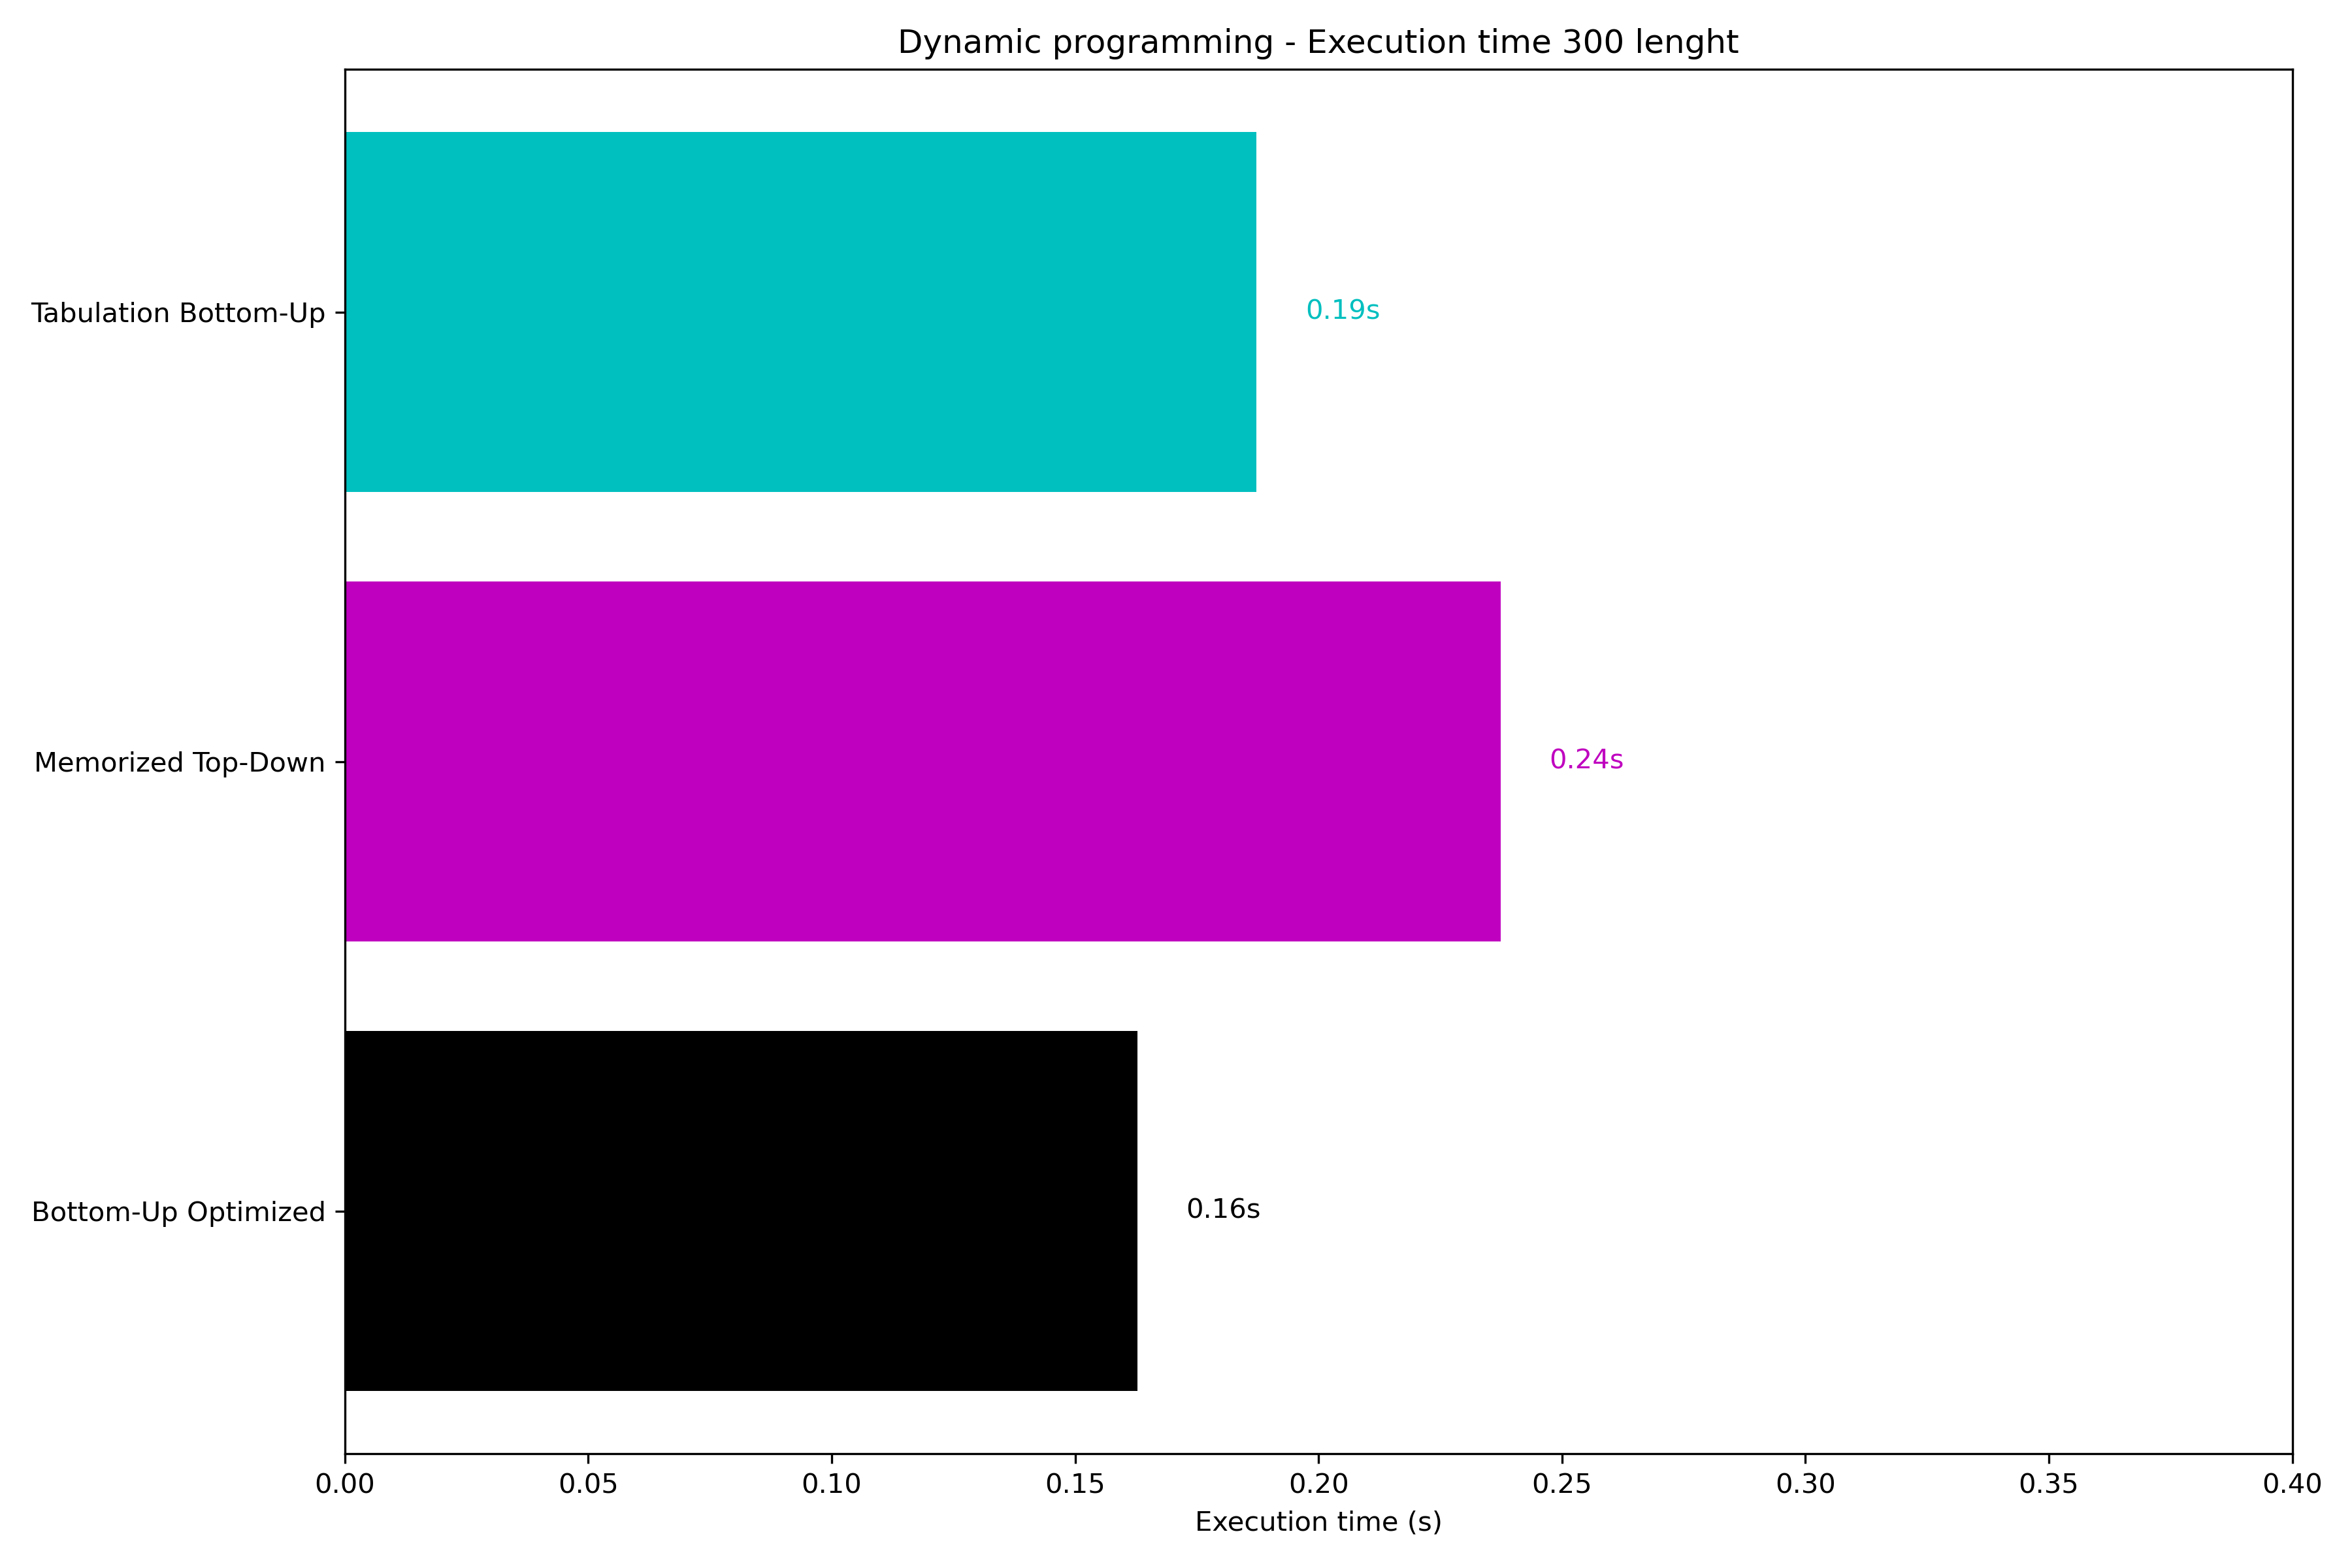 Dynamic programming - Execution time 300 lenght
Tabulation Bottom-Up
0.19s
Memorized Top-Down
0.24s
Bottom-Up Optimized
0.16s
0.00 0.05 0.10 0.15 0.20 0.25 0.30 0.35 0.40
Execution time (s)